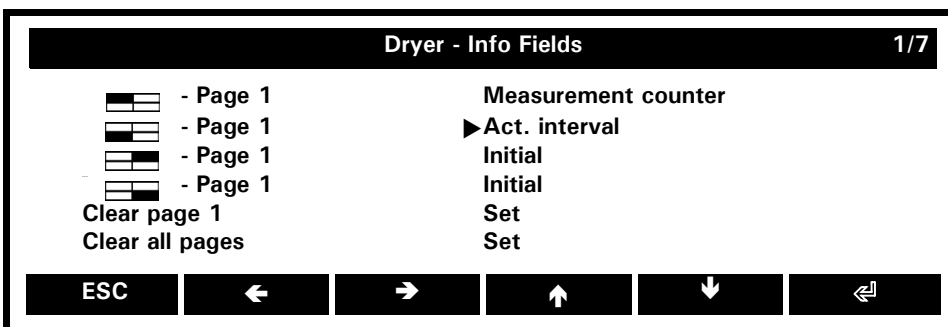 Dryer - Info Fields 1/7
- Page 1 Measurement counter
- Page 1 ▶Act. interval
- Page 1 Initial
- Page 1 Initial
Clear page 1 Set
Clear all pages Set
ESC ← → ↑ ↓ ↵